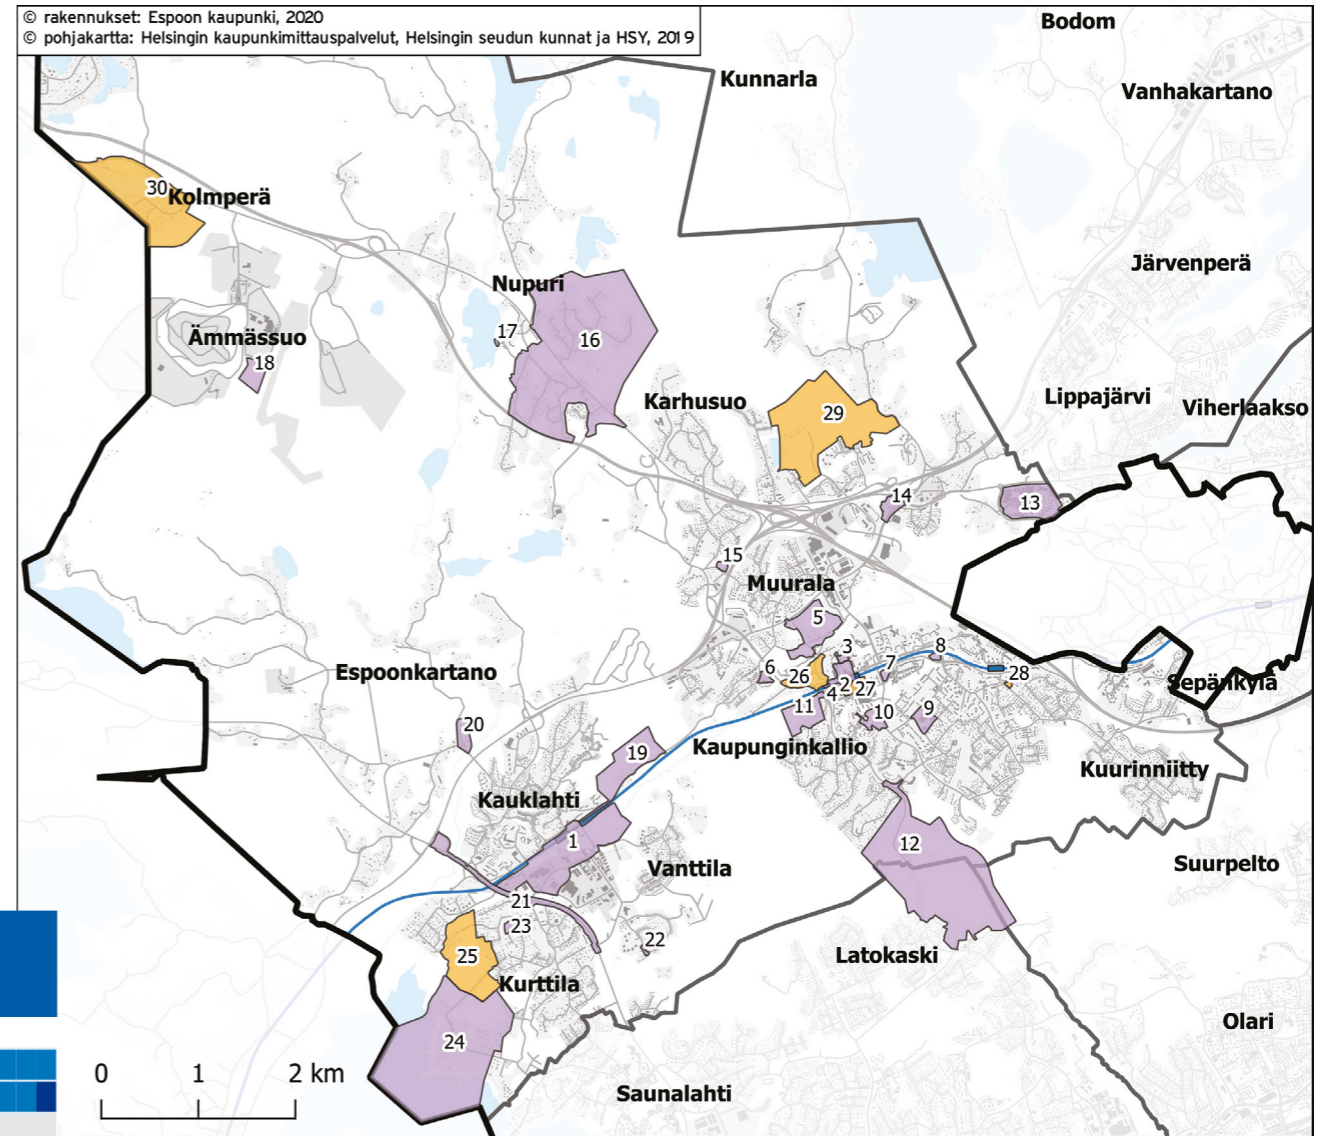 © rakennukset: Espoon kaupunki, 2020
© pohjakartta: Helsingin kaupunkimittauspalvelut, Helsingin seudun kunnat ja HSY, 2019
Bodom
Kunnarla
Vanhakartano
30
Kolmperä
Järvenperä
Nupuri
17
16
Ämmässuo
18
Karhusuo
29
Lippajärvi
Viherlaakso
14
13
15
Muurala
5
3
8
7
6
26
28
Espoonkartano
Sepänkylä
2
27
4
11
10
9
20
19
Kaupunginkallio
Kuurinniitty
Kauklahti
1
12
Vanttila
Suurpelto
21
23
22
25
Latokaski
Kurttila
24
Olari
0 1 2 km
Saunalahti